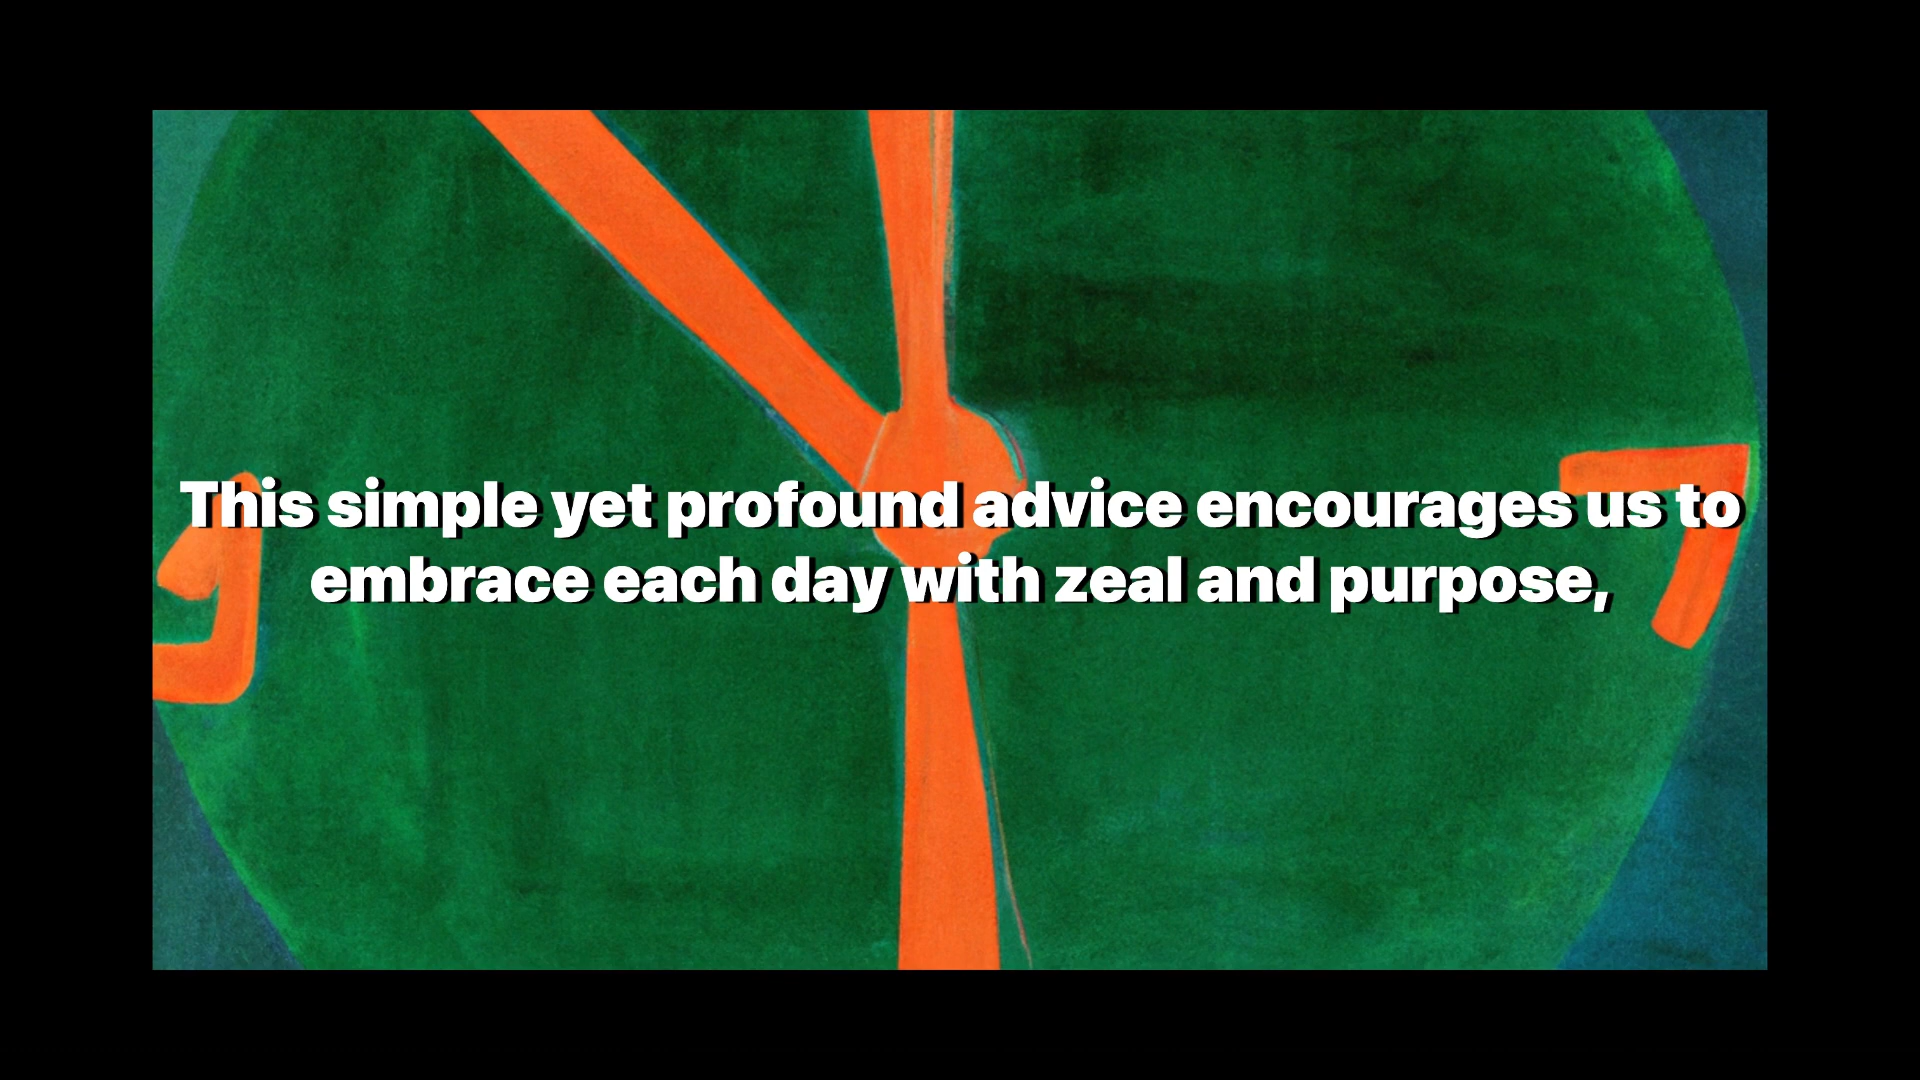 This simple yet profound advice encourages us to
embrace each day with zeal and purpose,